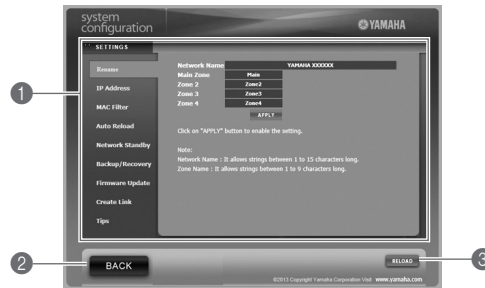 system
configuration
YAMAHA
SETTINGS
Rename
IP Address
MAC Filter
Auto Reload
Network Standby
Backup/Recovery
Firmware Update
Create Link
Tips
Network Name YAMAHA XXXXXX
Main Zone Main
Zone 2 Zone2
Zone 3 Zone3
Zone 4 Zone4
APPLY
Click on "APPLY" button to enable the setting.
Note:
Network Name : It allows strings between 1 to 15 characters long.
Zone Name : It allows strings between 1 to 9 characters long.
1
2
BACK
RELOAD
3
©2013 Copyright Yamaha Corporation Visit www.yamaha.com